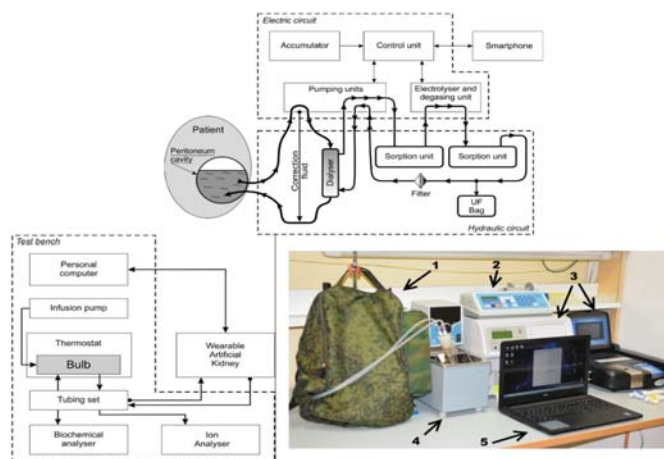 Electric circuit
Accumulator
Control unit
Smartphone
Pumping units
Electrolyser and
degasing unit
Patient
Peritoneum
cavity
Correction
fluid
Dialyser
Sorption unit
Sorption unit
Filter
UF
Bag
Hydraulic circuit
Test bench
Personal
computer
Infusion pump
Thermostat
Bulb
Tubing set
Wearable
Artificial
Kidney
Biochemical
analyser
Ion
Analyser
1
2
3
4
5